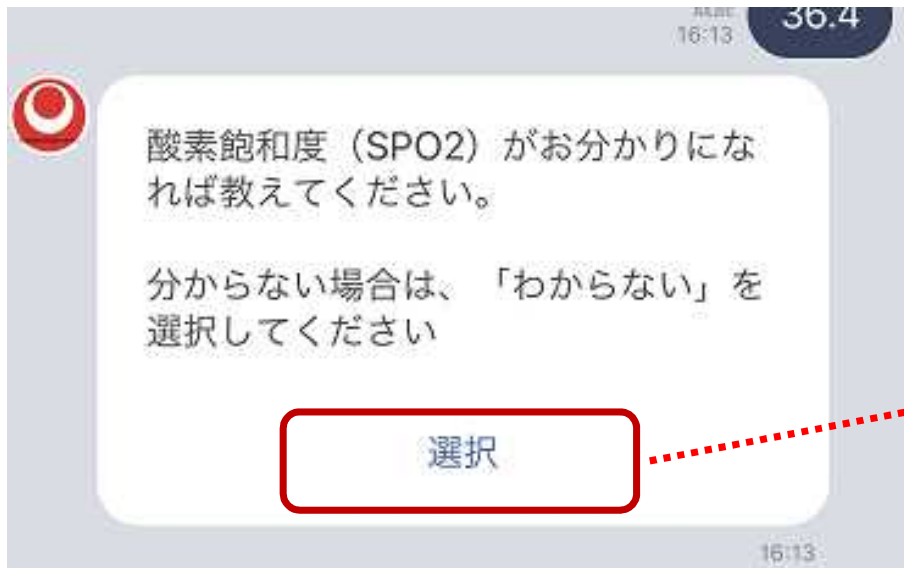 16:13
36.4
酸素飽和度（SPO2）がお分かりにな
れば教えてください。
分からない場合は、「わからない」を
選択してください
選択
16:13